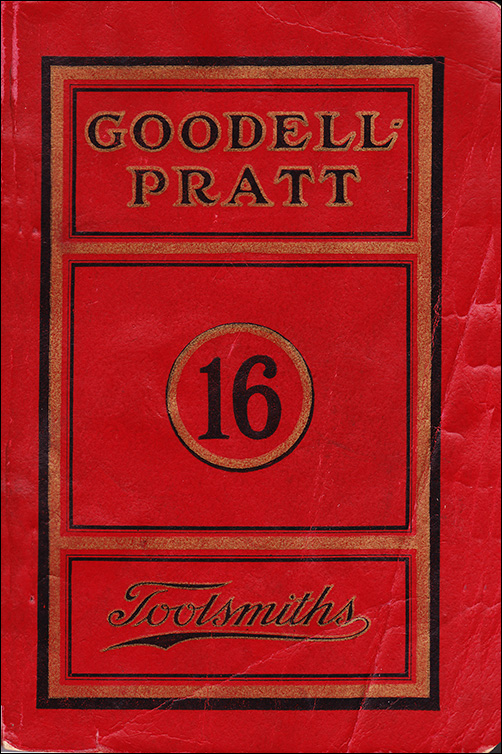 GOODELL-
PRATT
16
Toolsmiths